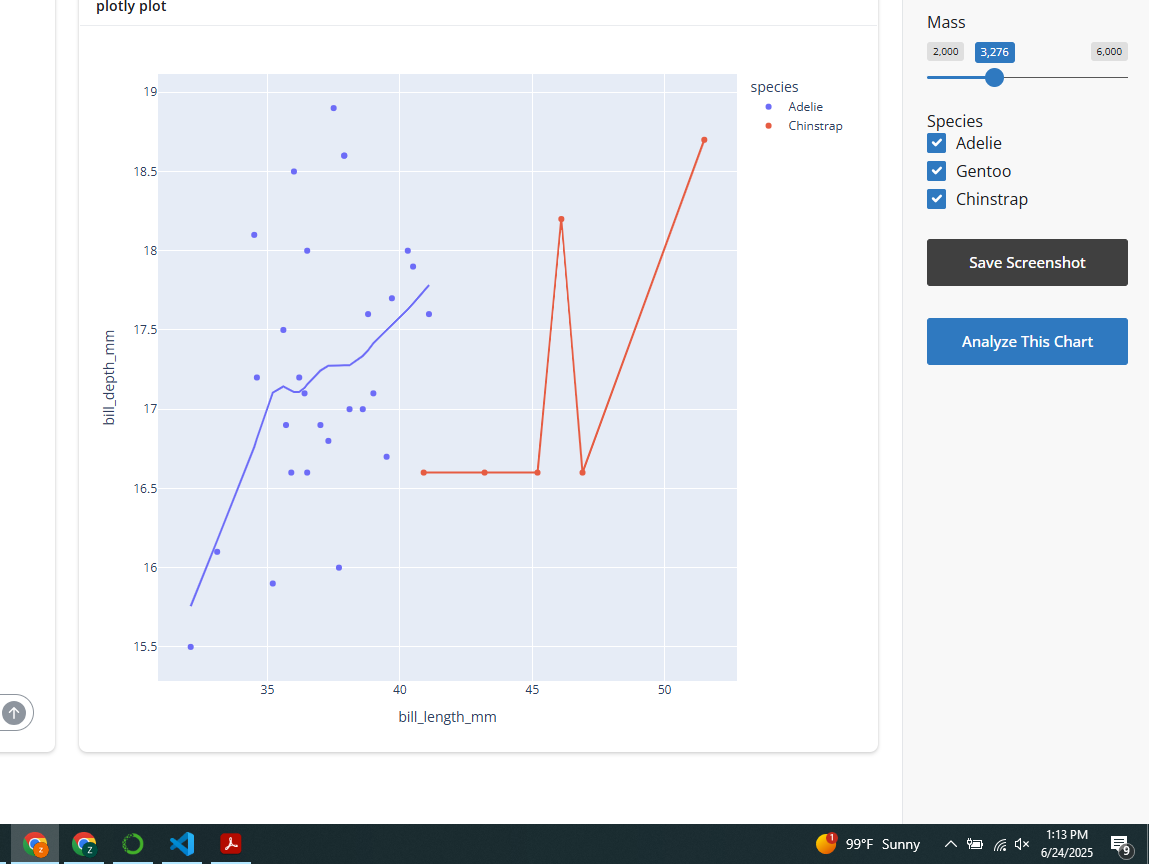 plotly plot
19
18.5
18
17.5
17
16.5
16
15.5
bill_depth_mm
35 40 45 50
bill_length_mm
species
Adelie
Chinstrap
Mass
2,000 3,276 6,000
Species
Adelie
Gentoo
Chinstrap
Save Screenshot
Analyze This Chart
z
z
1
99°F Sunny
1:13 PM
6/24/2025
9